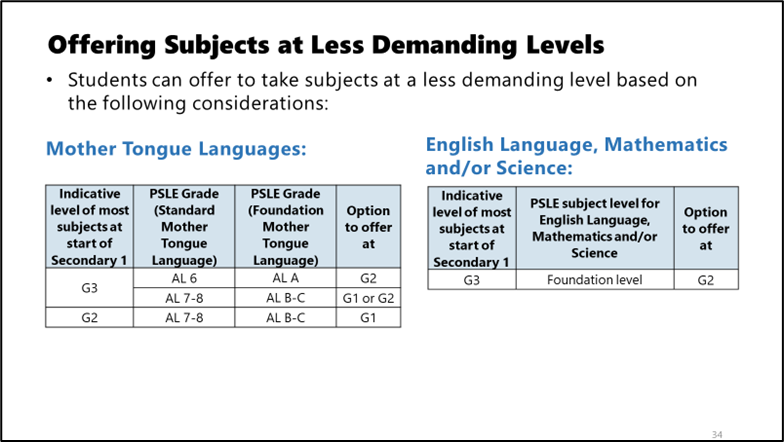 Offering Subjects at Less Demanding Levels
• Students can offer to take subjects at a less demanding level based on
the following considerations:
Mother Tongue Languages:
Indicative
level of most
subjects at
start of
Secondary 1
PSLE Grade
(Standard
Mother
Tongue
Language)
PSLE Grade
(Foundation
Mother
Tongue
Language)
Option
to offer
at
G3
AL 6
AL A
G2
AL 7-8
AL B-C
G1 or G2
G2
AL 7-8
AL B-C
G1
English Language, Mathematics
and/or Science:
Indicative
level of most
subjects at
start of
Secondary 1
PSLE subject level for
English Language,
Mathematics and/or
Science
Option
to offer
at
G3
Foundation level
G2
34